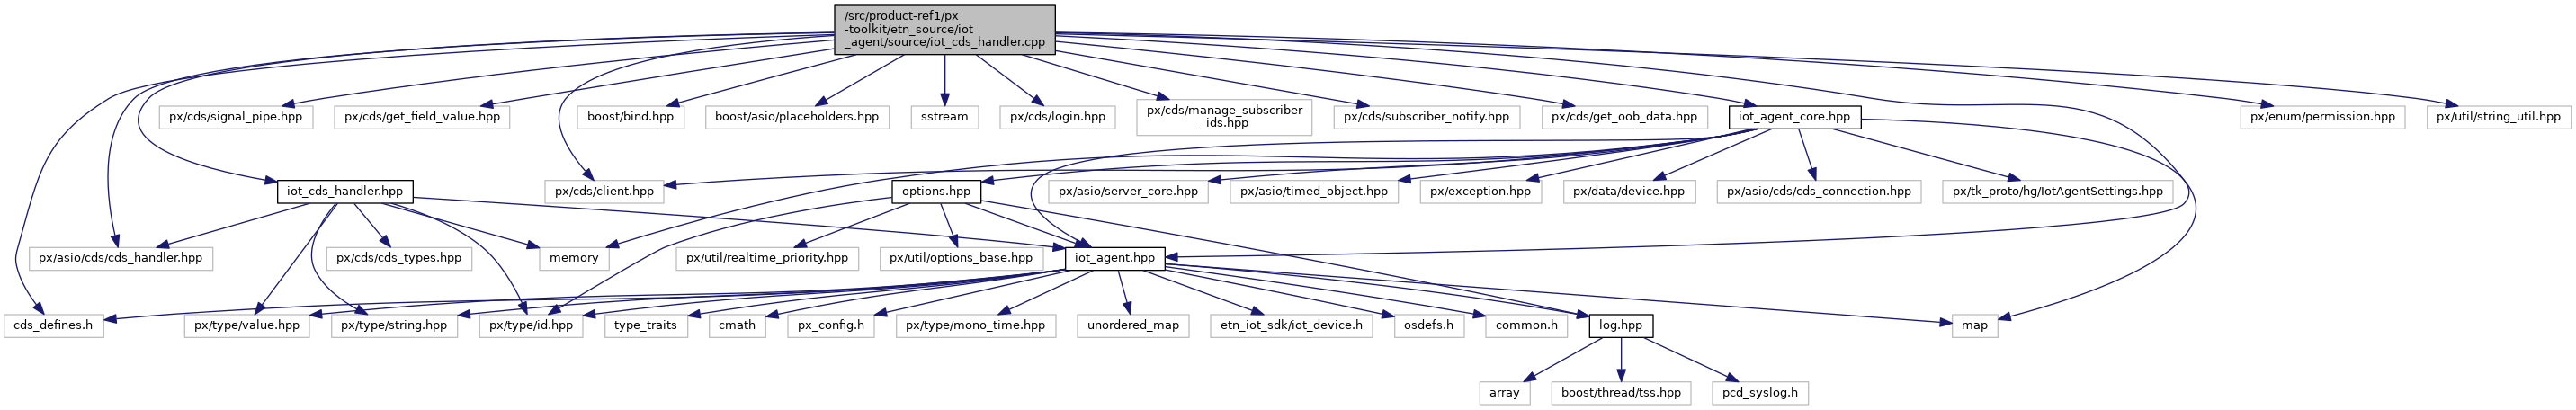 /src/product-ref1/px
-toolkit/etn_source/iot
_agent/source/iot_cds_handler.cpp
px/cds/signal_pipe.hpp
px/cds/get_field_value.hpp
boost/bind.hpp
boost/asio/placeholders.hpp
sstream
px/cds/login.hpp
px/cds/manage_subscriber
_ids.hpp
px/cds/subscriber_notify.hpp
px/cds/get_oob_data.hpp
iot_agent_core.hpp
px/enum/permission.hpp
px/util/string_util.hpp
iot_cds_handler.hpp
px/cds/client.hpp
options.hpp
px/asio/server_core.hpp
px/asio/timed_object.hpp
px/exception.hpp
px/data/device.hpp
px/asio/cds/cds_connection.hpp
px/tk_proto/hg/IotAgentSettings.hpp
px/asio/cds/cds_handler.hpp
px/cds/cds_types.hpp
memory
px/util/realtime_priority.hpp
px/util/options_base.hpp
iot_agent.hpp
cds_defines.h
px/type/value.hpp
px/type/string.hpp
px/type/id.hpp
type_traits
cmath
px_config.h
px/type/mono_time.hpp
unordered_map
etn_iot_sdk/iot_device.h
osdefs.h
common.h
log.hpp
map
array
boost/thread/tss.hpp
pcd_syslog.h